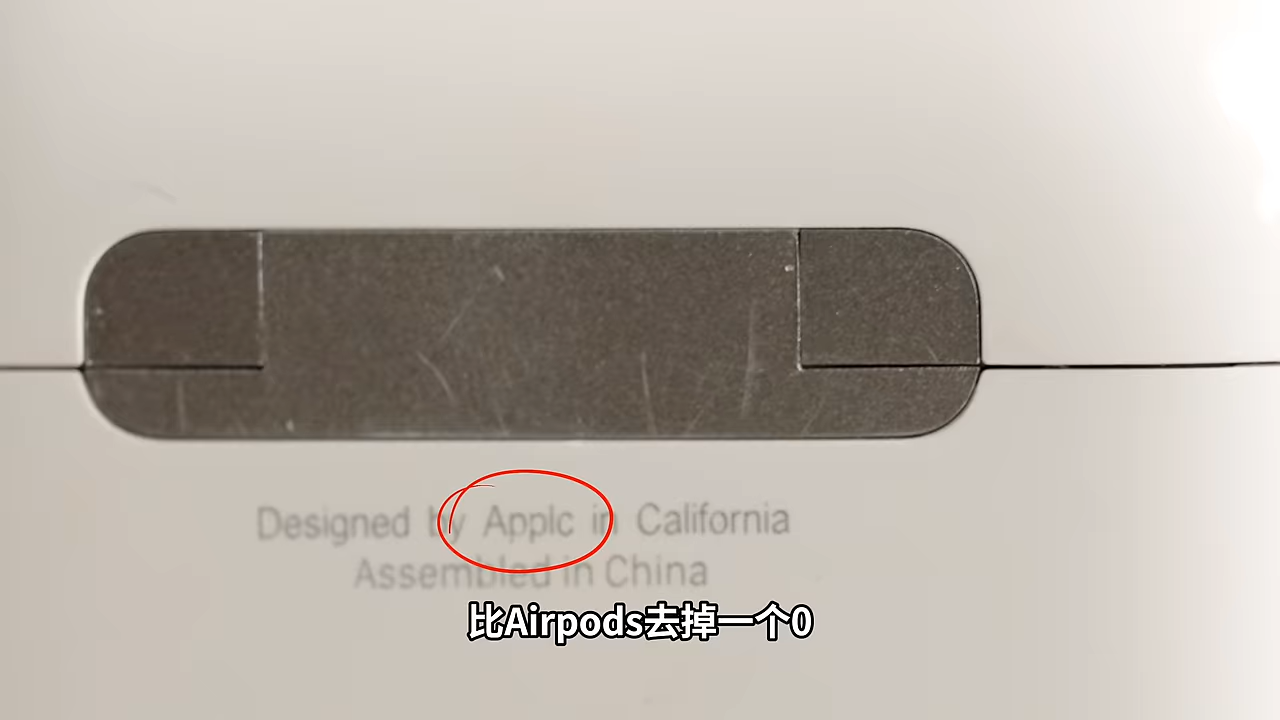 Designed by Applc in California
Assembled in China
比Airpods去掉一个0